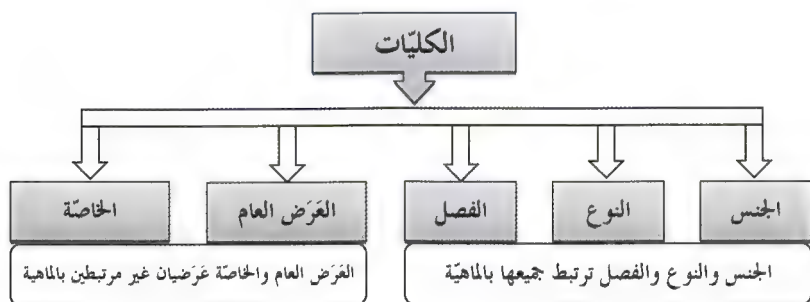 الكليّات
الجنس
النوع
الفصل
العَرَض العام
الخاصّة
الجنس والنوع والفصل ترتبط جميعها بالماهيّة
العَرَض العام والخاصّة عَرَضيان غير مرتبطين بالماهية